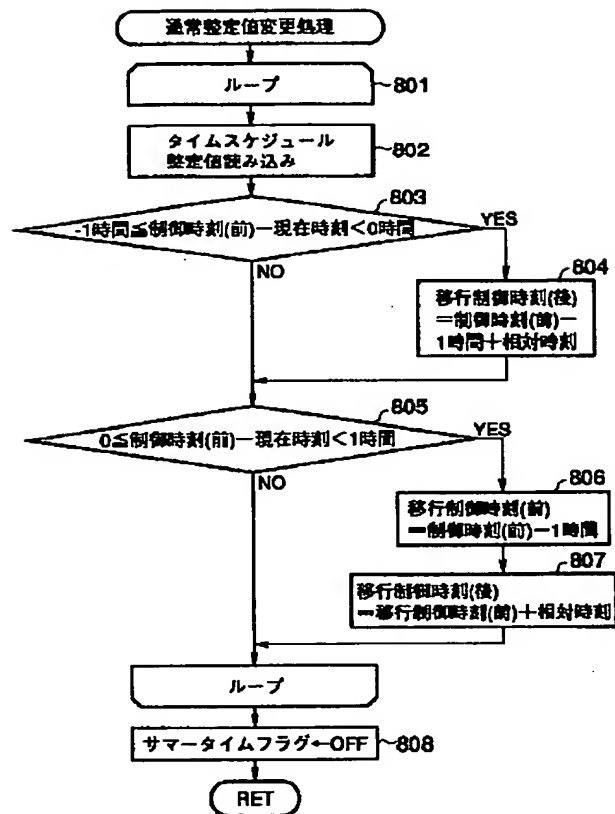 通常整定値変更処理
ループ
801
タイムスケジュール
整定値読み込み
802
803
-1時間≦制御時刻(前)－現在時刻<0時間
YES
NO
804
移行制御時刻(後)
＝制御時刻(前)－
1時間＋相対時刻
805
0≦制御時刻(前)－現在時刻<1時間
YES
NO
806
移行制御時刻(前)
＝制御時刻(前)－1時間
807
移行制御時刻(後)
＝移行制御時刻(前)＋相対時刻
ループ
サマータイムフラグ←OFF
808
RET